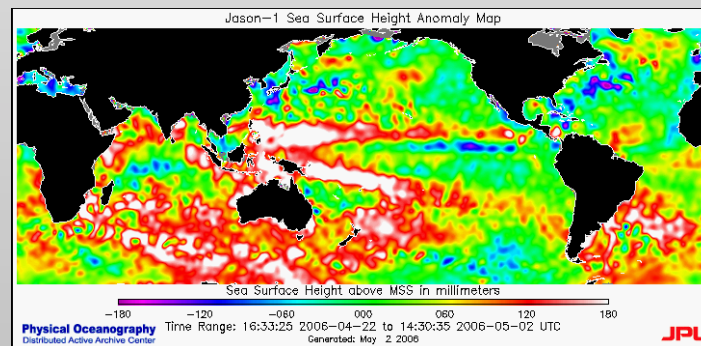 Jason-1 Sea Surface Height Anomaly Map
Sea Surface Height above MSS in millimeters
-180 -120 -060 000 060 120 180
Physical Oceanography
Distributed Active Archive Center
Time Range: 16:33:25 2006-04-22 to 14:30:35 2006-05-02 UTC
Generated: May 2 2006
JPL